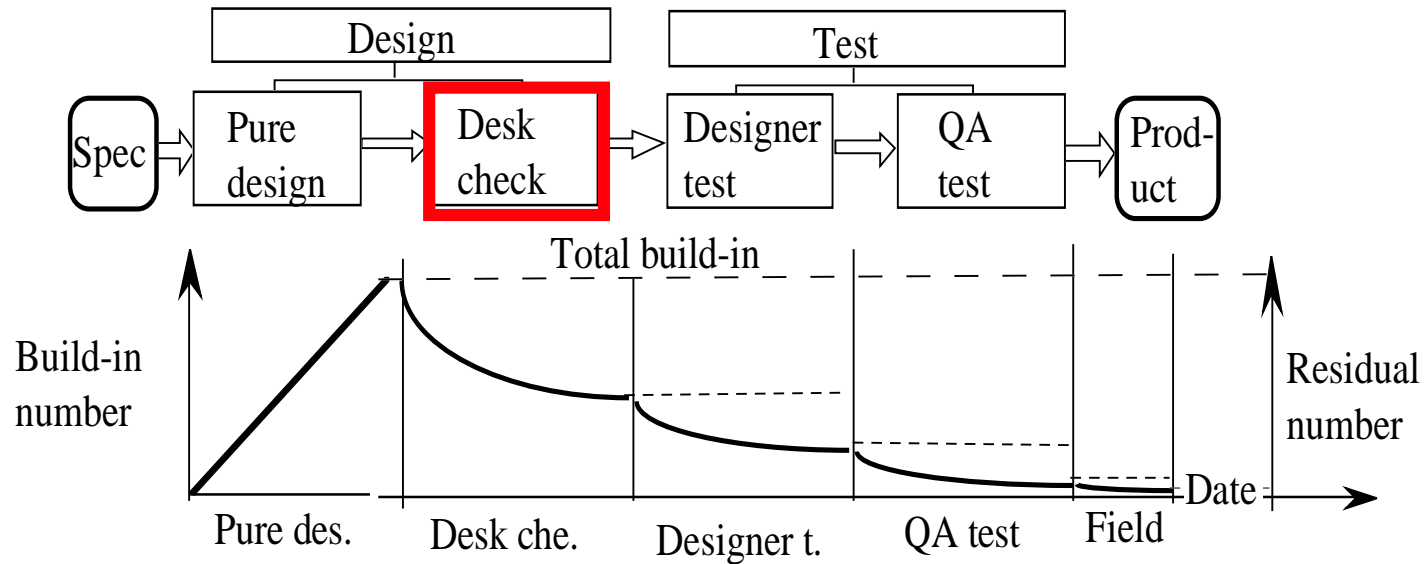 Design
Test
Spec
Pure
design
Desk
check
Designer
test
QA
test
Prod-
uct
Total build-in
Build-in
number
Residual
number
Date
Pure des.
Desk che.
Designer t.
QA test
Field